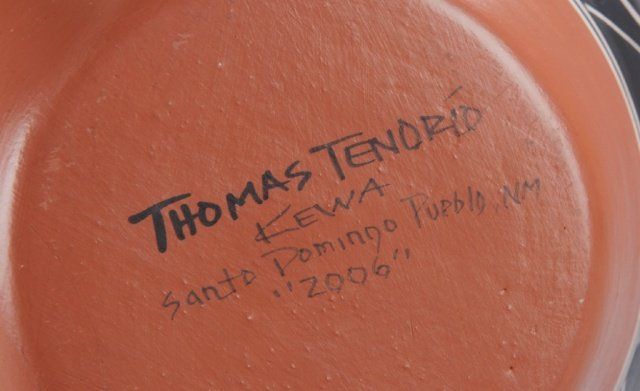 THOMAS TENORIO
KEWA
Santo Domingo Pueblo, NM
"2006"